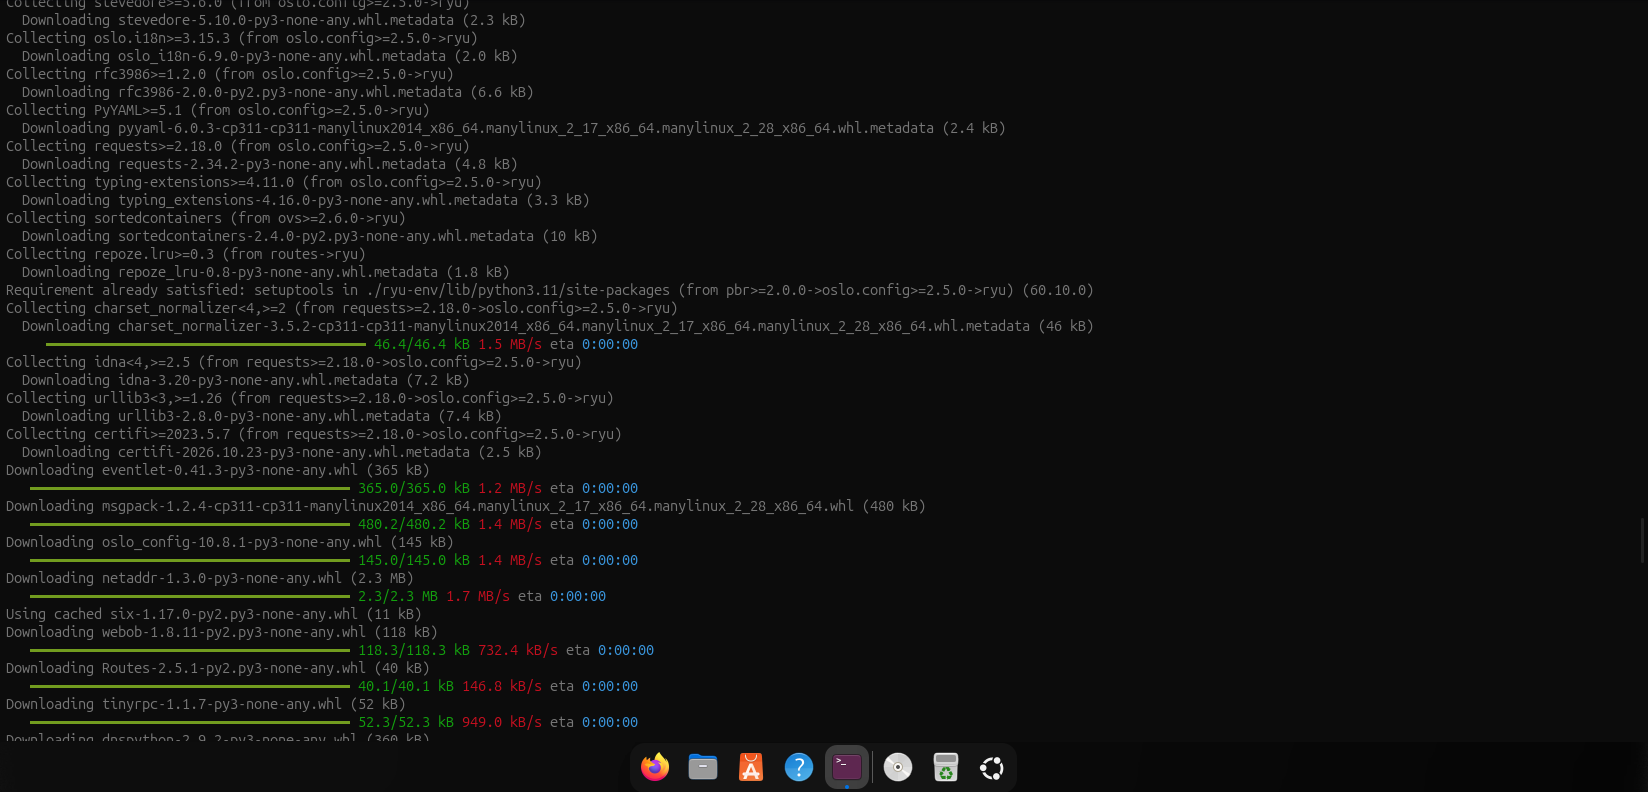 Collecting stevedore>=5.6.0 (from oslo.config>=2.5.0->ryu)
  Downloading stevedore-5.10.0-py3-none-any.whl.metadata (2.3 kB)
Collecting oslo.i18n>=3.15.3 (from oslo.config>=2.5.0->ryu)
  Downloading oslo_i18n-6.9.0-py3-none-any.whl.metadata (2.0 kB)
Collecting rfc3986>=1.2.0 (from oslo.config>=2.5.0->ryu)
  Downloading rfc3986-2.0.0-py2.py3-none-any.whl.metadata (6.6 kB)
Collecting PyYAML>=5.1 (from oslo.config>=2.5.0->ryu)
  Downloading pyyaml-6.0.3-cp311-cp311-manylinux2014_x86_64.manylinux_2_17_x86_64.manylinux_2_28_x86_64.whl.metadata (2.4 kB)
Collecting requests>=2.18.0 (from oslo.config>=2.5.0->ryu)
  Downloading requests-2.34.2-py3-none-any.whl.metadata (4.8 kB)
Collecting typing-extensions>=4.11.0 (from oslo.config>=2.5.0->ryu)
  Downloading typing_extensions-4.16.0-py3-none-any.whl.metadata (3.3 kB)
Collecting sortedcontainers (from ovs>=2.6.0->ryu)
  Downloading sortedcontainers-2.4.0-py2.py3-none-any.whl.metadata (10 kB)
Collecting repoze.lru>=0.3 (from routes->ryu)
  Downloading repoze_lru-0.8-py3-none-any.whl.metadata (1.8 kB)
Requirement already satisfied: setuptools in ./ryu-env/lib/python3.11/site-packages (from pbr>=2.0.0->oslo.config>=2.5.0->ryu) (60.10.0)
Collecting charset_normalizer<4,>=2 (from requests>=2.18.0->oslo.config>=2.5.0->ryu)
  Downloading charset_normalizer-3.5.2-cp311-cp311-manylinux2014_x86_64.manylinux_2_17_x86_64.manylinux_2_28_x86_64.whl.metadata (46 kB)
46.4/46.4 kB 1.5 MB/s eta 0:00:00
Collecting idna<4,>=2.5 (from requests>=2.18.0->oslo.config>=2.5.0->ryu)
  Downloading idna-3.20-py3-none-any.whl.metadata (7.2 kB)
Collecting urllib3<3,>=1.26 (from requests>=2.18.0->oslo.config>=2.5.0->ryu)
  Downloading urllib3-2.8.0-py3-none-any.whl.metadata (7.4 kB)
Collecting certifi>=2023.5.7 (from requests>=2.18.0->oslo.config>=2.5.0->ryu)
  Downloading certifi-2026.10.23-py3-none-any.whl.metadata (2.5 kB)
Downloading eventlet-0.41.3-py3-none-any.whl (365 kB)
365.0/365.0 kB 1.2 MB/s eta 0:00:00
Downloading msgpack-1.2.4-cp311-cp311-manylinux2014_x86_64.manylinux_2_17_x86_64.manylinux_2_28_x86_64.whl (480 kB)
480.2/480.2 kB 1.4 MB/s eta 0:00:00
Downloading oslo_config-10.8.1-py3-none-any.whl (145 kB)
145.0/145.0 kB 1.4 MB/s eta 0:00:00
Downloading netaddr-1.3.0-py3-none-any.whl (2.3 MB)
2.3/2.3 MB 1.7 MB/s eta 0:00:00
Using cached six-1.17.0-py2.py3-none-any.whl (11 kB)
Downloading webob-1.8.11-py2.py3-none-any.whl (118 kB)
118.3/118.3 kB 732.4 kB/s eta 0:00:00
Downloading Routes-2.5.1-py2.py3-none-any.whl (40 kB)
40.1/40.1 kB 146.8 kB/s eta 0:00:00
Downloading tinyrpc-1.1.7-py3-none-any.whl (52 kB)
52.3/52.3 kB 949.0 kB/s eta 0:00:00
Downloading dnspython-2.9.2-py3-none-any.whl (360 kB)